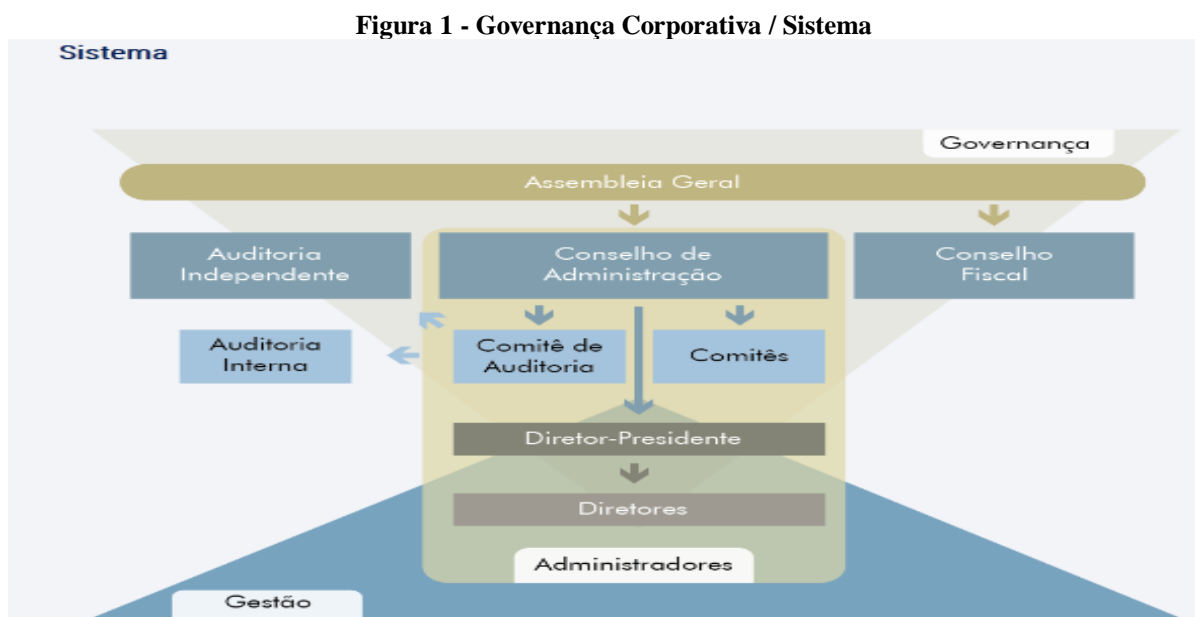 Figura 1 - Governança Corporativa / Sistema
Sistema
Governança
Assembleia Geral
Auditoria
Independente
Conselho de
Administração
Conselho
Fiscal
Auditoria
Interna
Comitê de
Auditoria
Comitês
Diretor-Presidente
Diretores
Administradores
Gestão